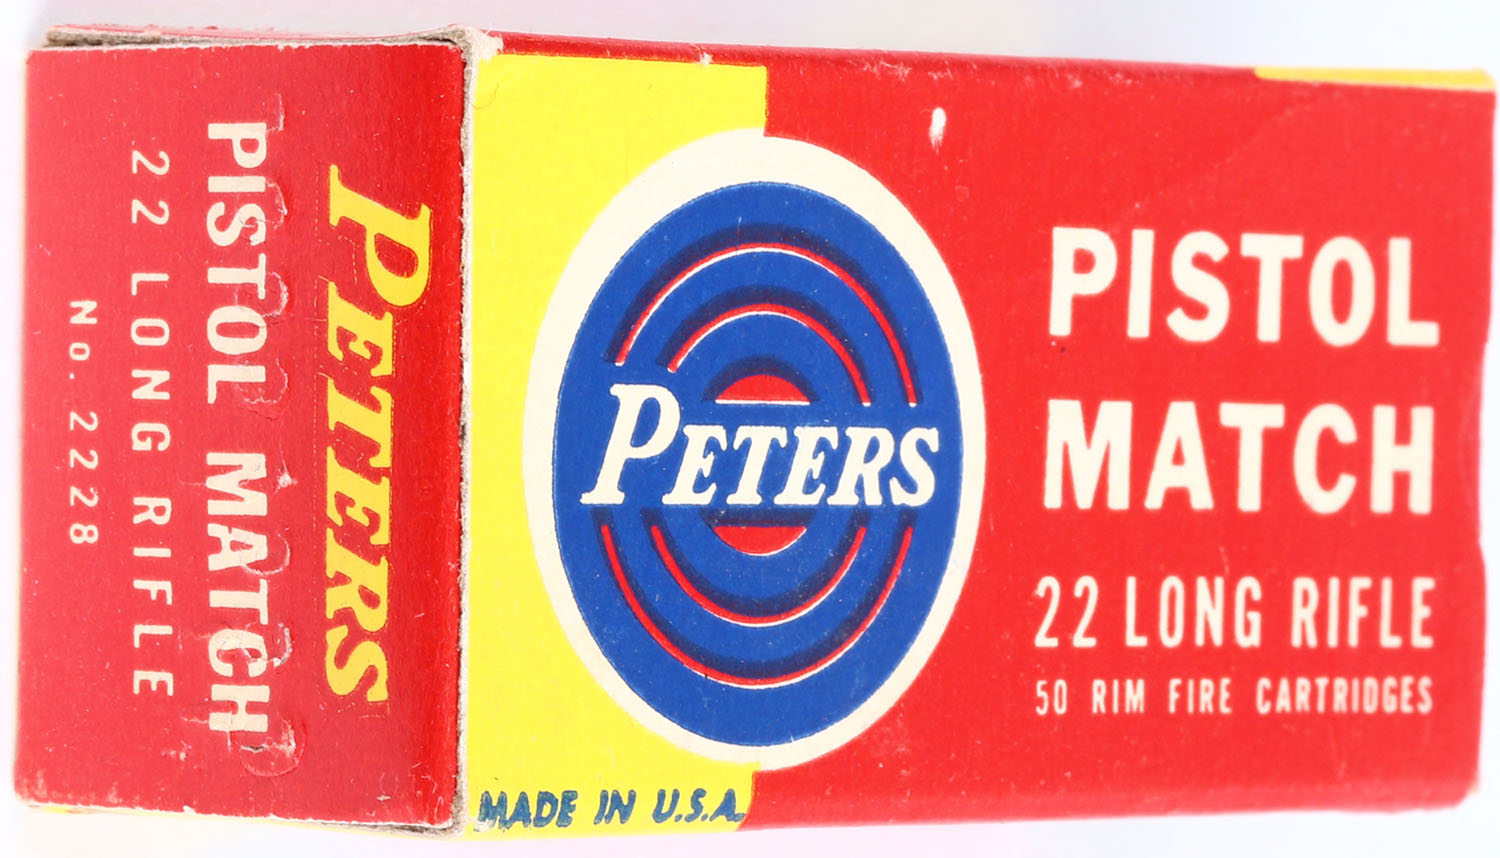 PETERS
PISTOL MATCH
22 LONG RIFLE
No. 2228
PETERS
MADE IN U.S.A.
PISTOL
MATCH
22 LONG RIFLE
50 RIM FIRE CARTRIDGES